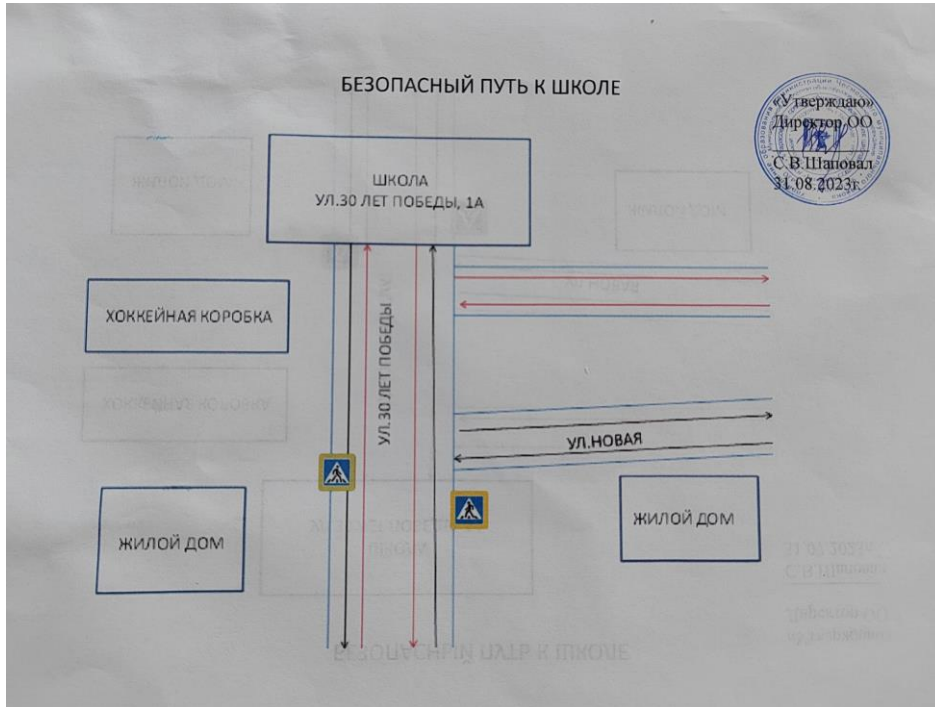 БЕЗОПАСНЫЙ ПУТЬ К ШКОЛЕ
«Утверждаю»
Директор ОО
С.В.Шаповал
31.08.2023г.
ШКОЛА
УЛ.30 ЛЕТ ПОБЕДЫ, 1А
ХОККЕЙНАЯ КОРОБКА
УЛ.30 ЛЕТ ПОБЕДЫ
УЛ.НОВАЯ
ЖИЛОЙ ДОМ
ЖИЛОЙ ДОМ